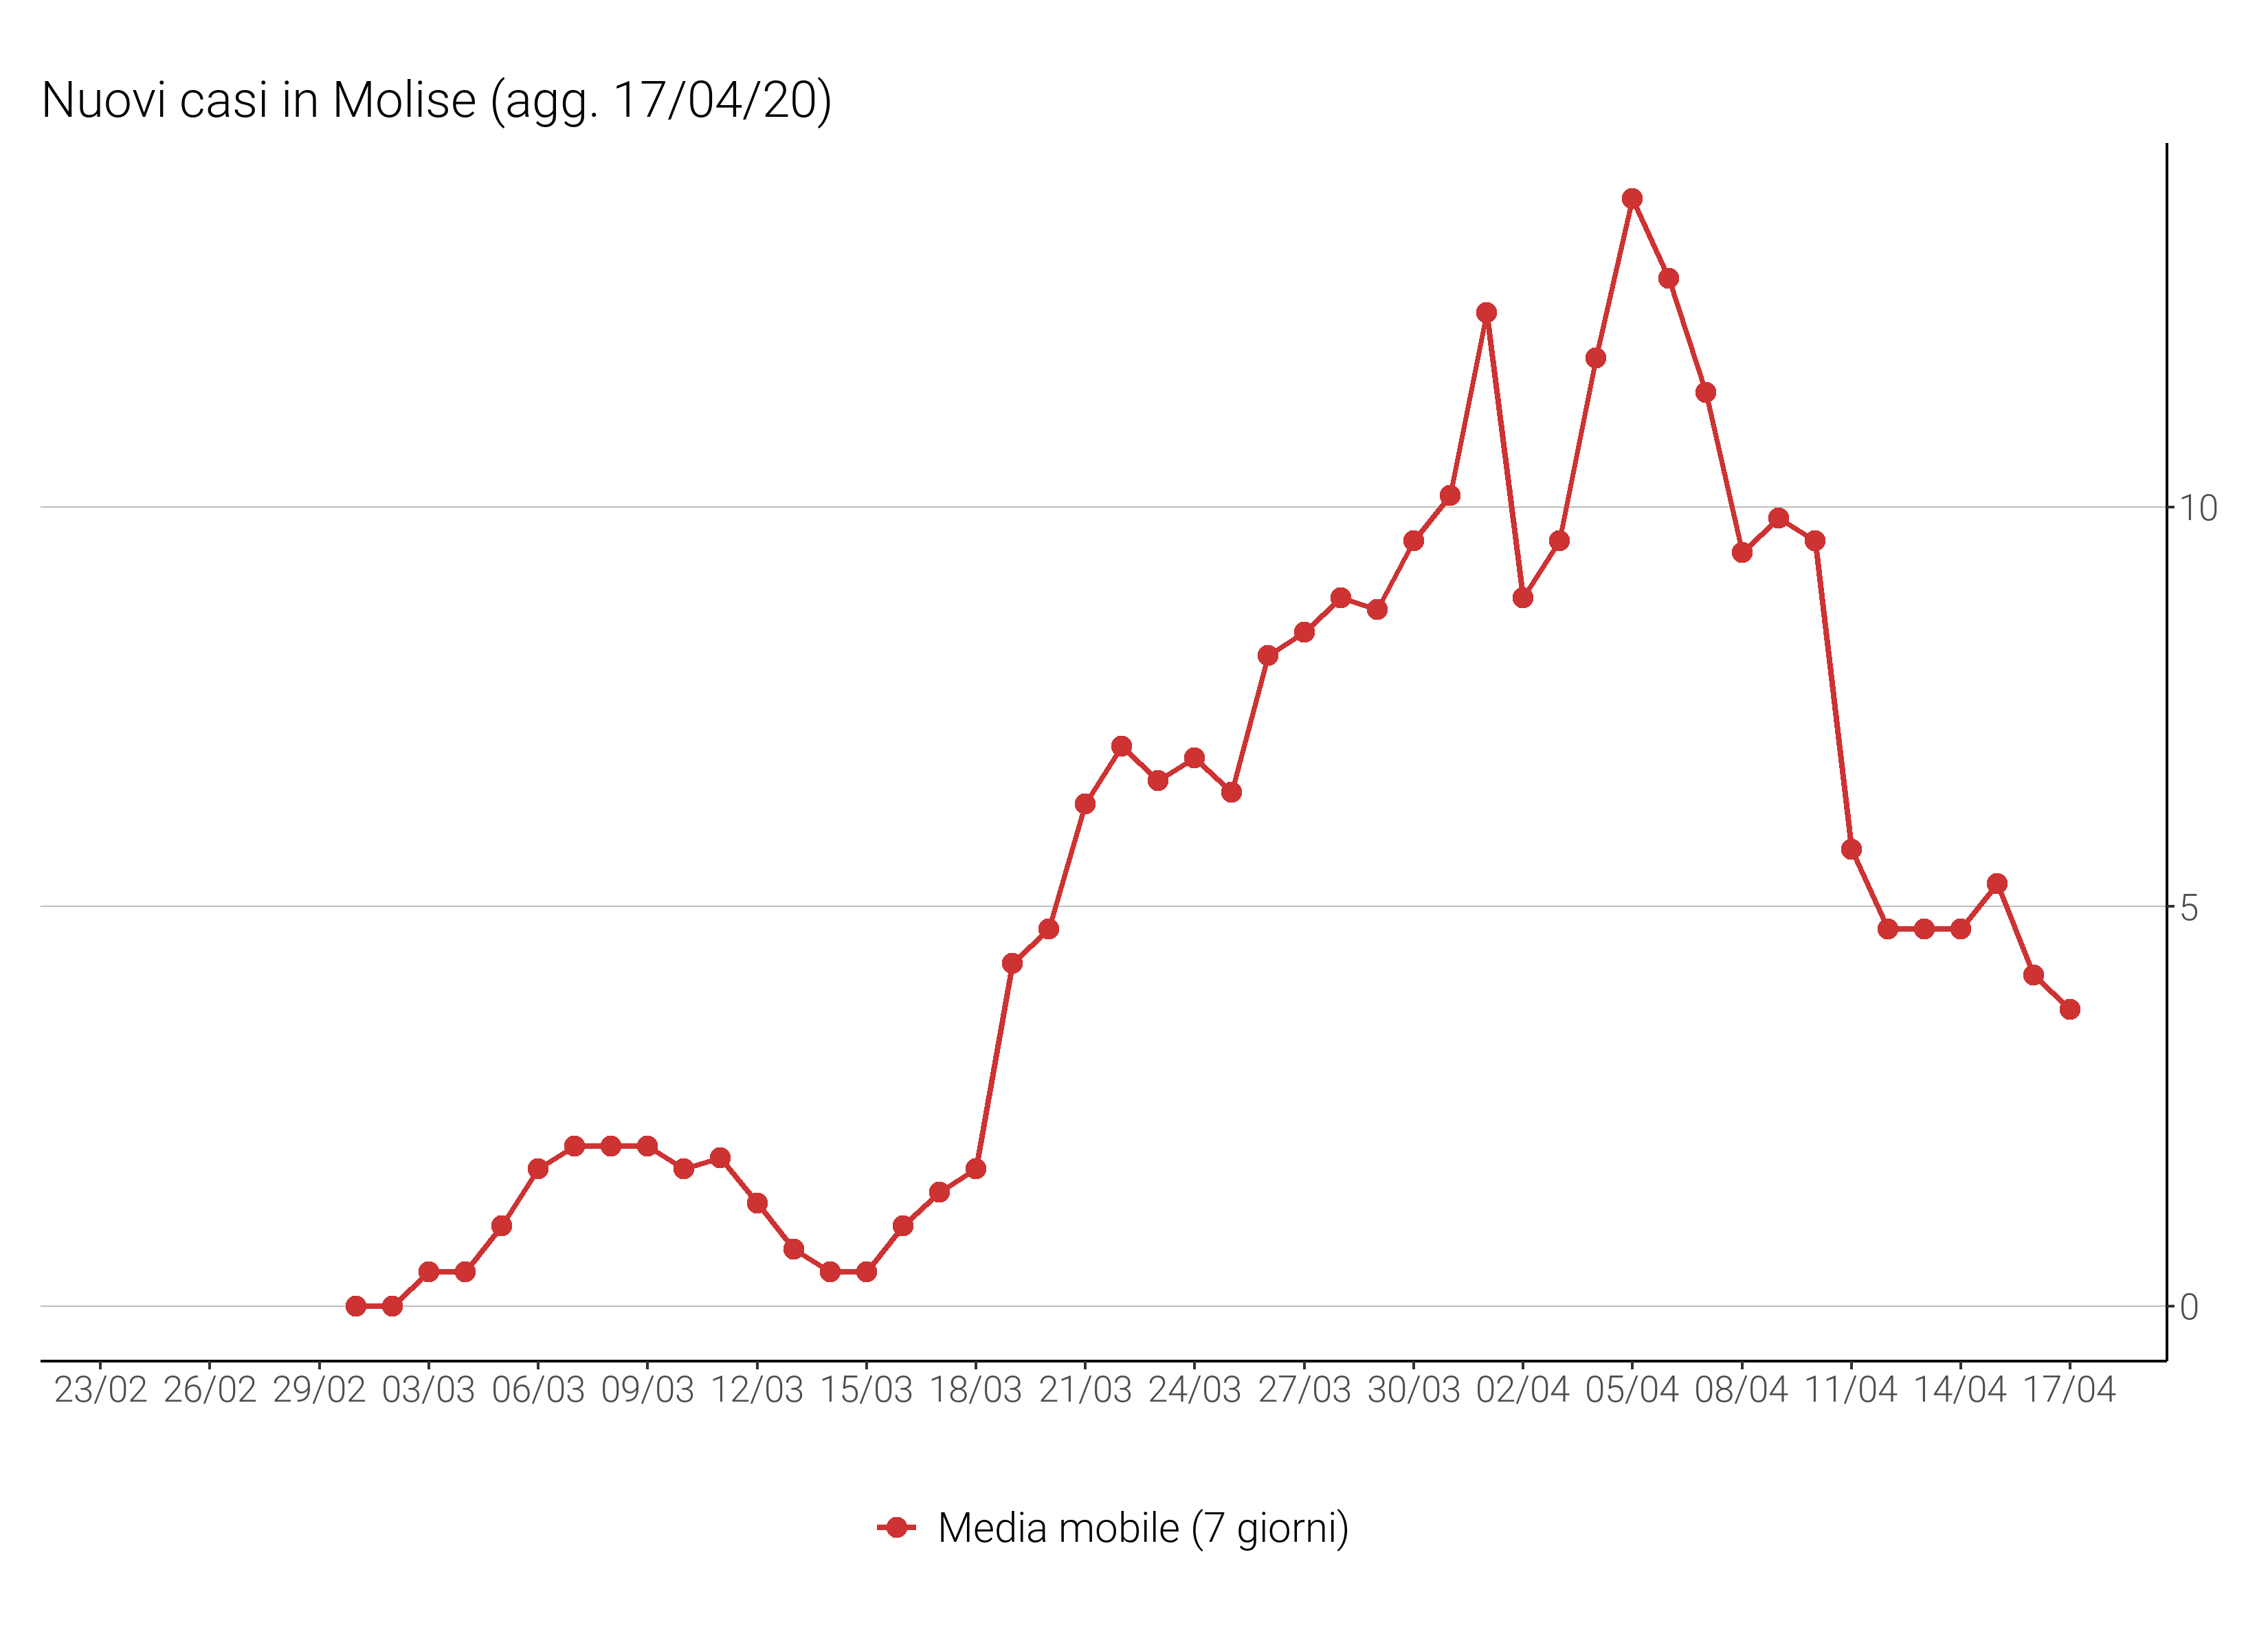 Nuovi casi in Molise (agg. 17/04/20)
10
5
0
23/02 26/02 29/02 03/03 06/03 09/03 12/03 15/03 18/03 21/03 24/03 27/03 30/03 02/04 05/04 08/04 11/04 14/04 17/04
Media mobile (7 giorni)